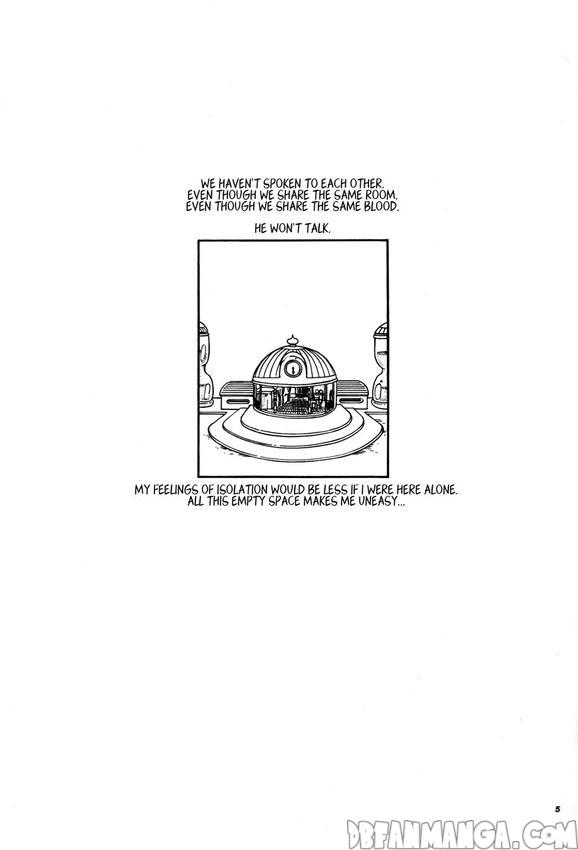 WE HAVEN'T SPOKEN TO EACH OTHER.
EVEN THOUGH WE SHARE THE SAME ROOM,
EVEN THOUGH WE SHARE THE SAME BLOOD.
HE WON'T TALK.
MY FEELINGS OF ISOLATION WOULD BE LESS IF I WERE HERE ALONE.
ALL THIS EMPTY SPACE MAKES ME UNEASY...
5
DBFANMANGA.COM